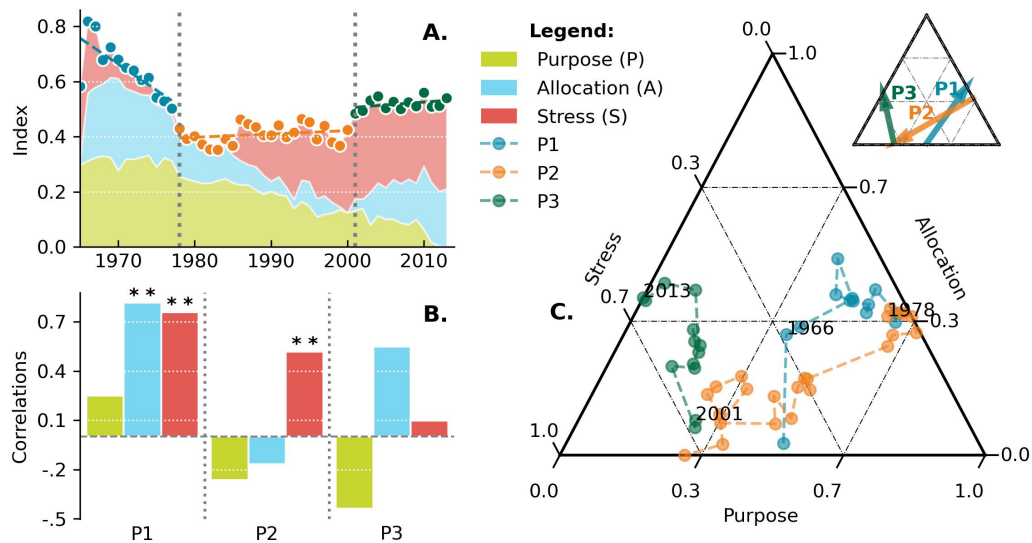 0.8
0.6
0.4
0.2
0.0
Index
A.
1970
1980
1990
2000
2010
Legend:
Purpose (P)
Allocation (A)
Stress (S)
P1
P2
P3
0.7
0.4
0.1
-.2
-.5
Correlations
* *
* *
* *
B.
P1
P2
P3
0.0
1.0
0.3
0.7
0.7
0.3
1.0
0.0
0.0
0.3
0.7
1.0
Stress
Allocation
Purpose
C.
2013
1966
1978
2001
P3
P1
P2